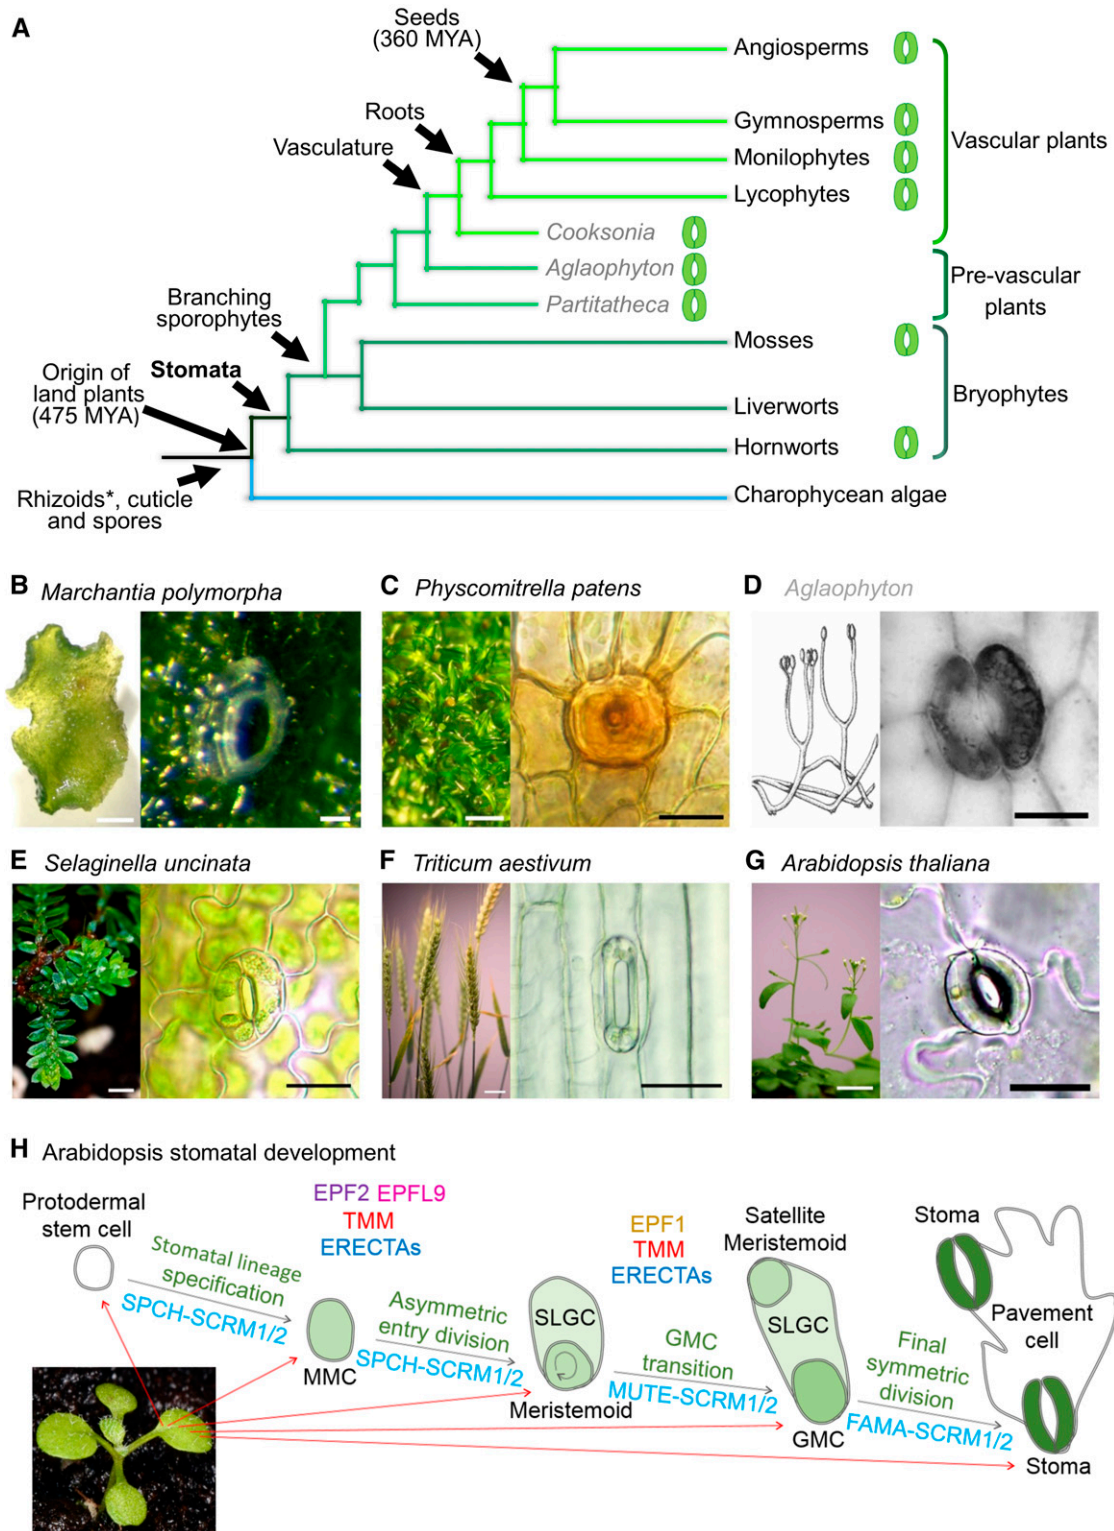 A
Seeds
(360 MYA)
Roots
Vasculature
Branching
sporophytes
Stomata
Origin of
land plants
(475 MYA)
Rhizoids*, cuticle
and spores
Angiosperms
Gymnosperms
Monilophytes
Lycophytes
Cooksonia
Aglaophyton
Partitatheca
Mosses
Liverworts
Hornworts
Charophycean algae
Vascular plants
Pre-vascular
plants
Bryophytes
B Marchantia polymorpha
C Physcomitrella patens
D Aglaophyton
E Selaginella uncinata
F Triticum aestivum
G Arabidopsis thaliana
H Arabidopsis stomatal development
Protodermal
stem cell
Stomatal lineage
specification
SPCH-SCRM1/2
EPF2 EPFL9
TMM
ERECTAs
MMC
Asymmetric
entry division
SPCH-SCRM1/2
SLGC
Meristemoid
EPF1
TMM
ERECTAs
GMC
transition
MUTE-SCRM1/2
Satellite
Meristemoid
SLGC
GMC
Final
symmetric
division
FAMA-SCRM1/2
Stoma
Pavement
cell
Stoma